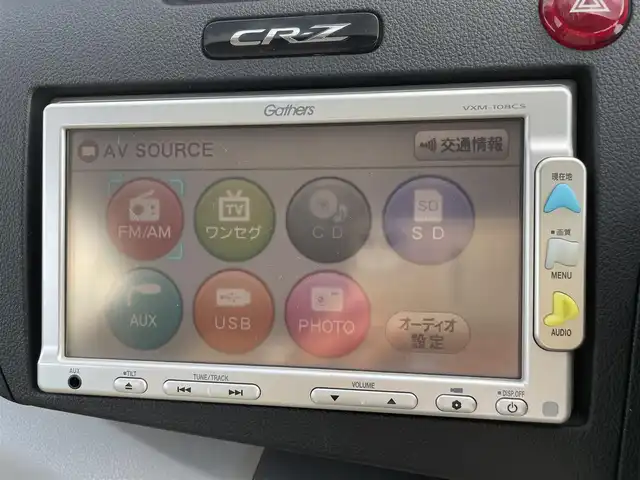 CR-Z
Gathers
VXM-108CS
AV SOURCE
交通情報
FM/AM
TV
ワンセグ
CD
SD
SD
AUX
USB
PHOTO
オーディオ
設定
現在地
画質
MENU
AUDIO
AUX
TILT
TUNE/TRACK
VOLUME
DISP.OFF